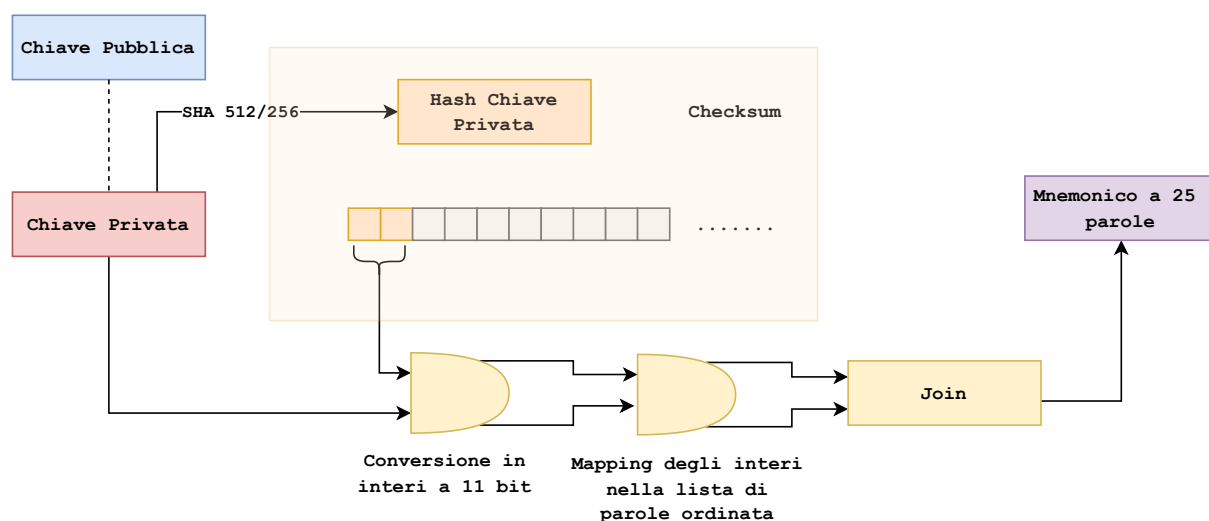 Chiave Pubblica
SHA 512/256
Hash Chiave
Privata
Checksum
Chiave Privata
Mnemonico a 25
parole
.......
Join
Conversione in
interi a 11 bit
Mapping degli interi
nella lista di
parole ordinata